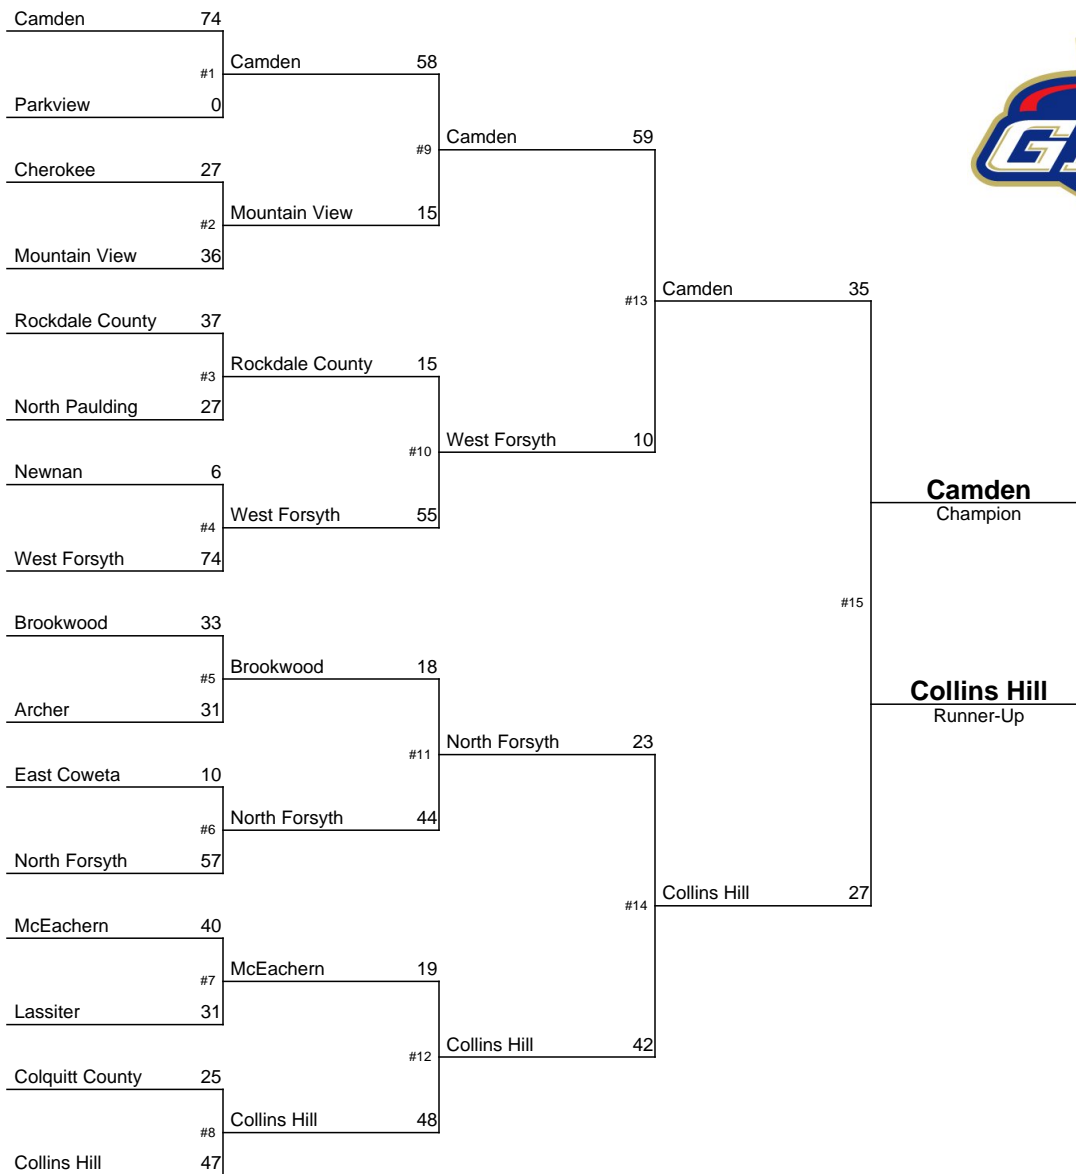 Camden 74
#1 Camden 58
Parkview 0
#9 Camden 59
Cherokee 27
#2 Mountain View 15
Mountain View 36
#13 Camden 35
Rockdale County 37
#3 Rockdale County 15
North Paulding 27
#10 West Forsyth 10
Newnan 6
#4 West Forsyth 55
West Forsyth 74
Camden
Champion
#15
Brookwood 33
#5 Brookwood 18
Archer 31
Collins Hill
Runner-Up
#11 North Forsyth 23
East Coweta 10
#6 North Forsyth 44
North Forsyth 57
#14 Collins Hill 27
McEachern 40
#7 McEachern 19
Lassiter 31
#12 Collins Hill 42
Colquitt County 25
#8 Collins Hill 48
Collins Hill 47